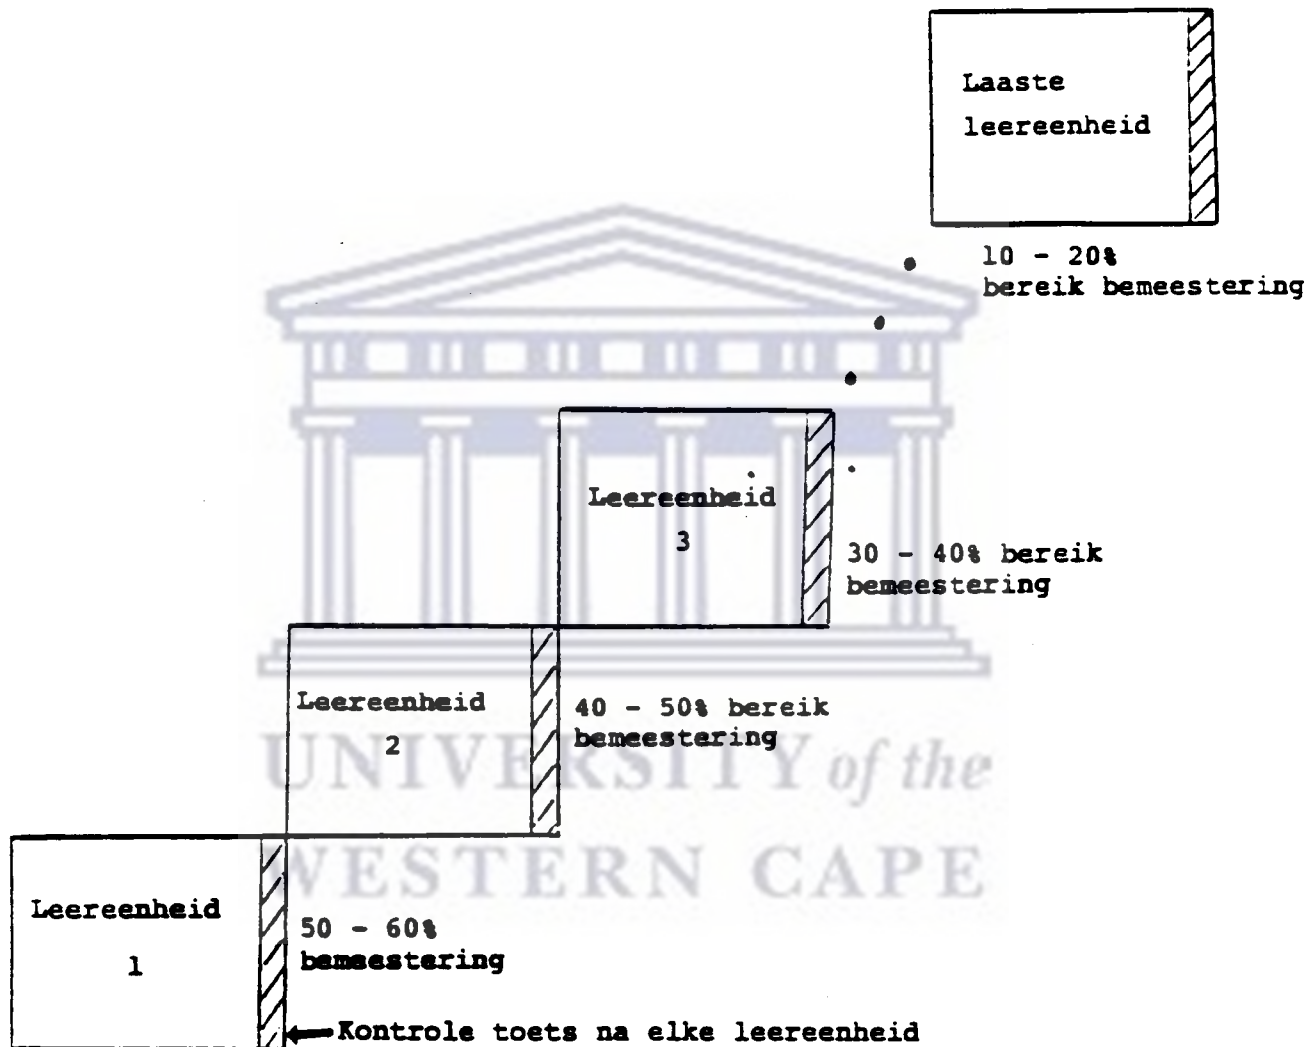 Laaste
leereenheid
10 - 20%
bereik bemeestering
Leereenheid
3
30 - 40% bereik
bemeestering
Leereenheid
2
40 - 50% bereik
bemeestering
UNIVERSITY of the
WESTERN CAPE
Leereenheid
1
50 - 60%
bemeestering
Kontrole toets na elke leereenheid